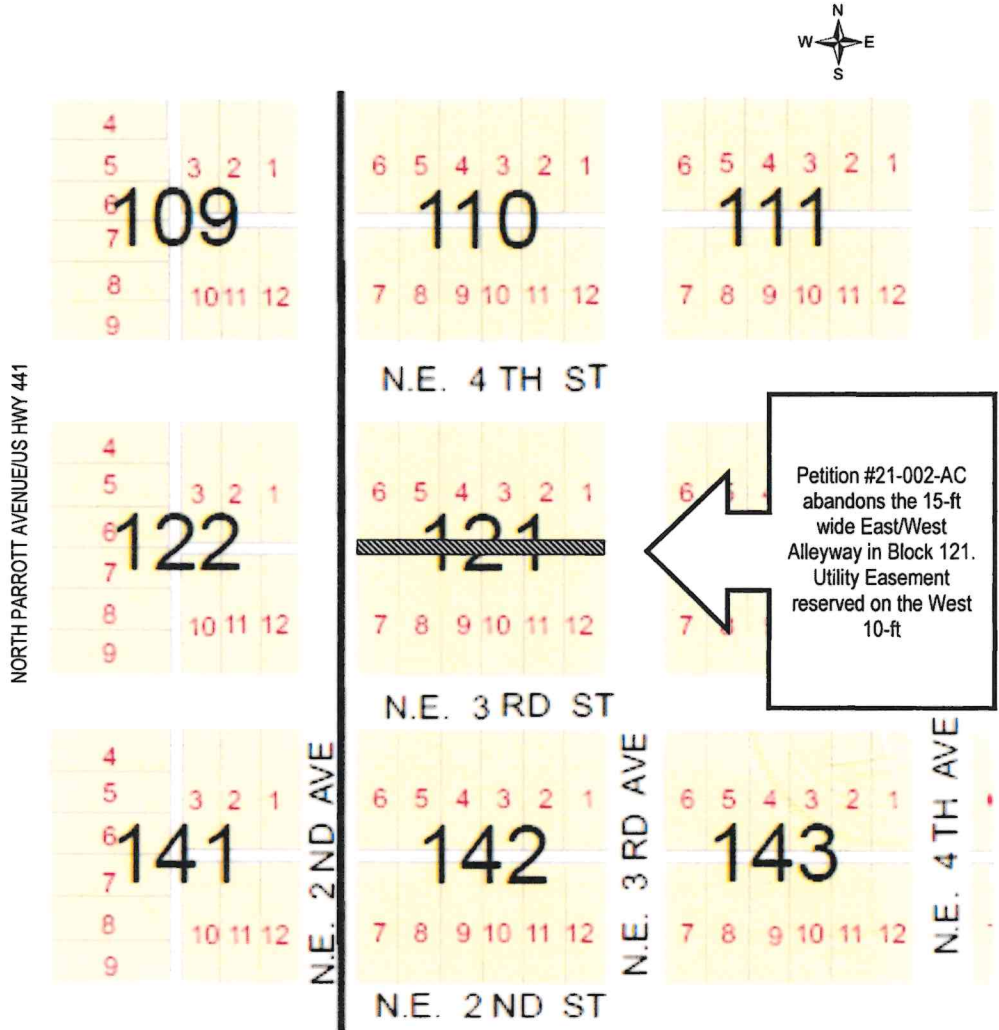 N
W E
S
4
5 3 2 1
6
109
7
8 10 11 12
9
6 5 4 3 2 1
110
7 8 9 10 11 12
6 5 4 3 2 1
111
7 8 9 10 11 12
N.E. 4 TH ST
NORTH PARROTT AVENUE/US HWY 441
4
5 3 2 1
6
122
7
8 10 11 12
9
6 5 4 3 2 1
121
7 8 9 10 11 12
6
7
Petition #21-002-AC
abandons the 15-ft
wide East/West
Alleyway in Block 121.
Utility Easement
reserved on the West
10-ft
N.E. 3 RD ST
4
5 3 2 1
6
141
7
8 10 11 12
9
N.E. 2 ND AVE
6 5 4 3 2 1
142
7 8 9 10 11 12
N.E. 3 RD AVE
6 5 4 3 2 1
143
7 8 9 10 11 12
N.E. 4 TH AVE
N.E. 2 ND ST